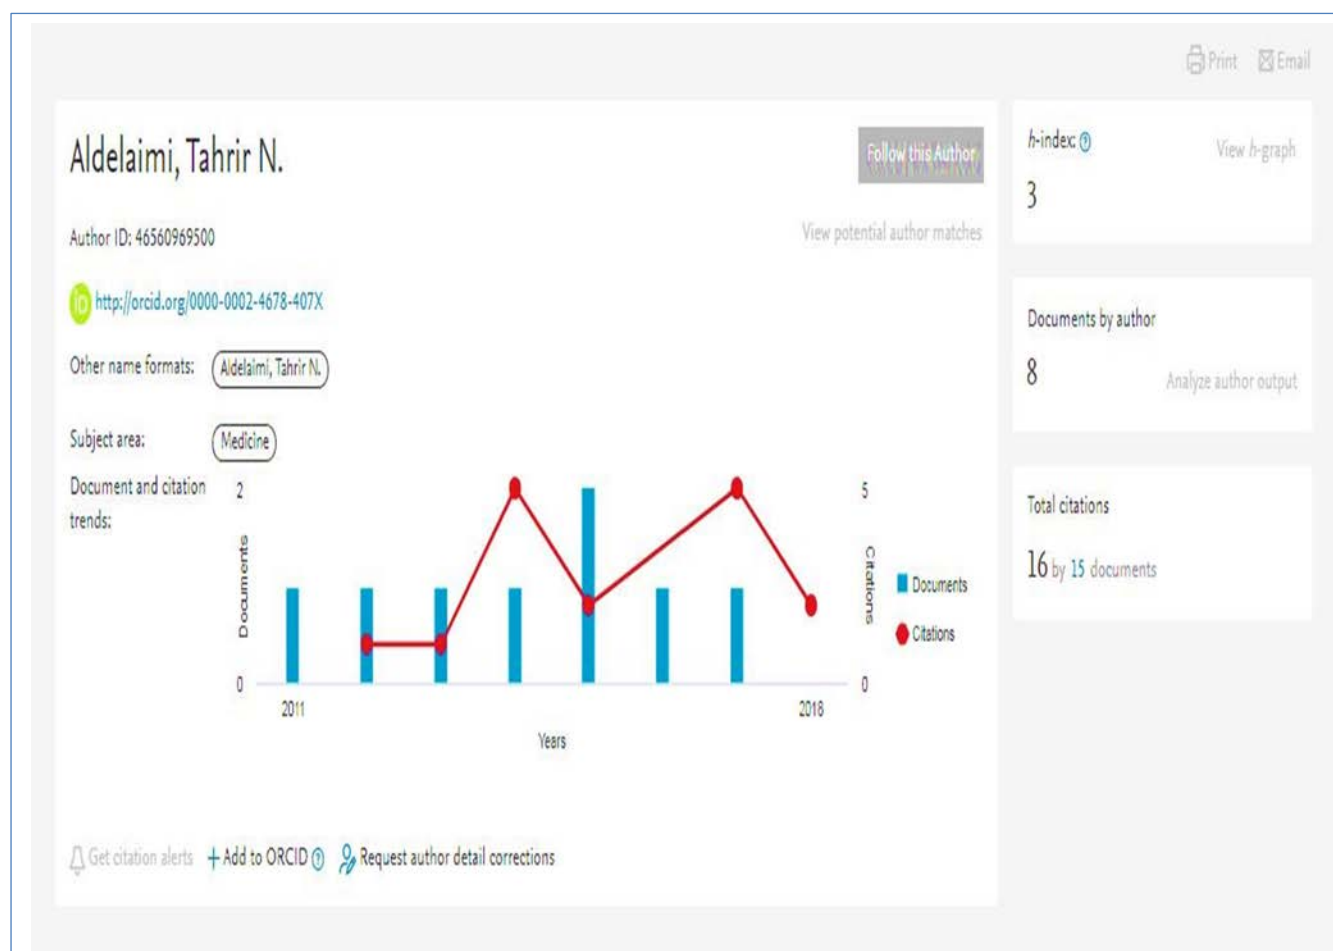 Print Email
Aldelaimi, Tahrir N.
Follow this Author
Author ID: 46560969500
View potential author matches
iD http://orcid.org/0000-0002-4678-407X
Other name formats: Aldelaimi, Tahrir N.
Subject area: Medicine
Document and citation
trends:
2
Documents
0
5
Citations
0
Documents
Citations
2011
2018
Years
Get citation alerts + Add to ORCID ? Request author detail corrections
h-index: ?
View h-graph
3
Documents by author
8
Analyze author output
Total citations
16 by 15 documents